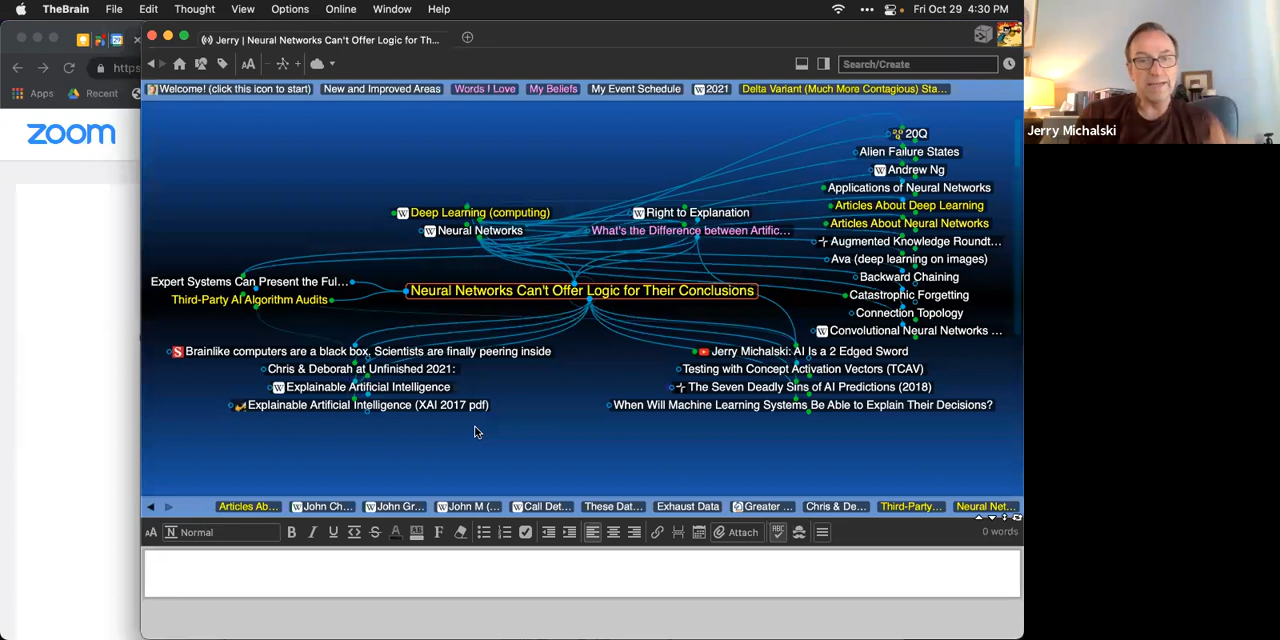 TheBrain File Edit Thought View Options Online Window Help Fri Oct 29 4:30 PM
Jerry | Neural Networks Can't Offer Logic for Th...
https
Search/Create
Apps Recent
Welcome! (click this icon to start) New and Improved Areas Words I Love My Beliefs My Event Schedule W 2021 Delta Variant (Much More Contagious) Sta...
zoom
Jerry Michalski
20Q
Alien Failure States
W Andrew Ng
Applications of Neural Networks
Articles About Deep Learning
Articles About Neural Networks
Augmented Knowledge Roundt...
Ava (deep learning on images)
Backward Chaining
Catastrophic Forgetting
Connection Topology
W Convolutional Neural Networks ...
W Deep Learning (computing)
W Neural Networks
W Right to Explanation
What's the Difference between Artific...
Expert Systems Can Present the Ful...
Third-Party AI Algorithm Audits
Neural Networks Can't Offer Logic for Their Conclusions
S Brainlike computers are a black box. Scientists are finally peering inside
Chris & Deborah at Unfinished 2021:
W Explainable Artificial Intelligence
Explainable Artificial Intelligence (XAI 2017 pdf)
Jerry Michalski: AI Is a 2 Edged Sword
Testing with Concept Activation Vectors (TCAV)
The Seven Deadly Sins of AI Predictions (2018)
When Will Machine Learning Systems Be Able to Explain Their Decisions?
Articles Ab... W John Ch... W John Gr... W John M (... W Call Det... These Dat... Exhaust Data Greater ... Chris & De... Third-Party... Neural Net...
AA N Normal B I U S A F Attach ABC 0 words